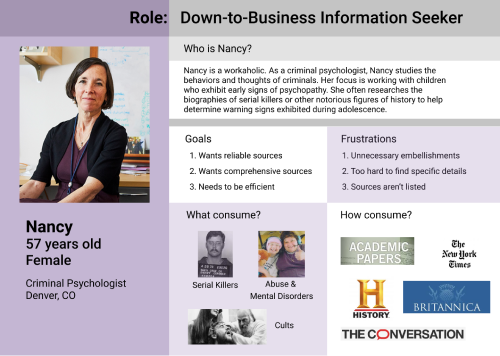 Role: Down-to-Business Information Seeker
Who is Nancy?
Nancy is a workaholic. As a criminal psychologist, Nancy studies the
behaviors and thoughts of criminals. Her focus is working with children
who exhibit early signs of psychopathy. She often researches the
biographies of serial killers or other notorious figures of history to help
determine warning signs exhibited during adolescence.
Goals
1. Wants reliable sources
2. Wants comprehensive sources
3. Needs to be efficient
Frustrations
1. Unnecessary embellishments
2. Too hard to find specific details
3. Sources aren't listed
Nancy
57 years old
Female
Criminal Psychologist
Denver, CO
What consume?
Serial Killers
Abuse &
Mental Disorders
Cults
How consume?
ACADEMIC
PAPERS
The
New York
Times
H
HISTORY
BRITANNICA
THE CONVERSATION